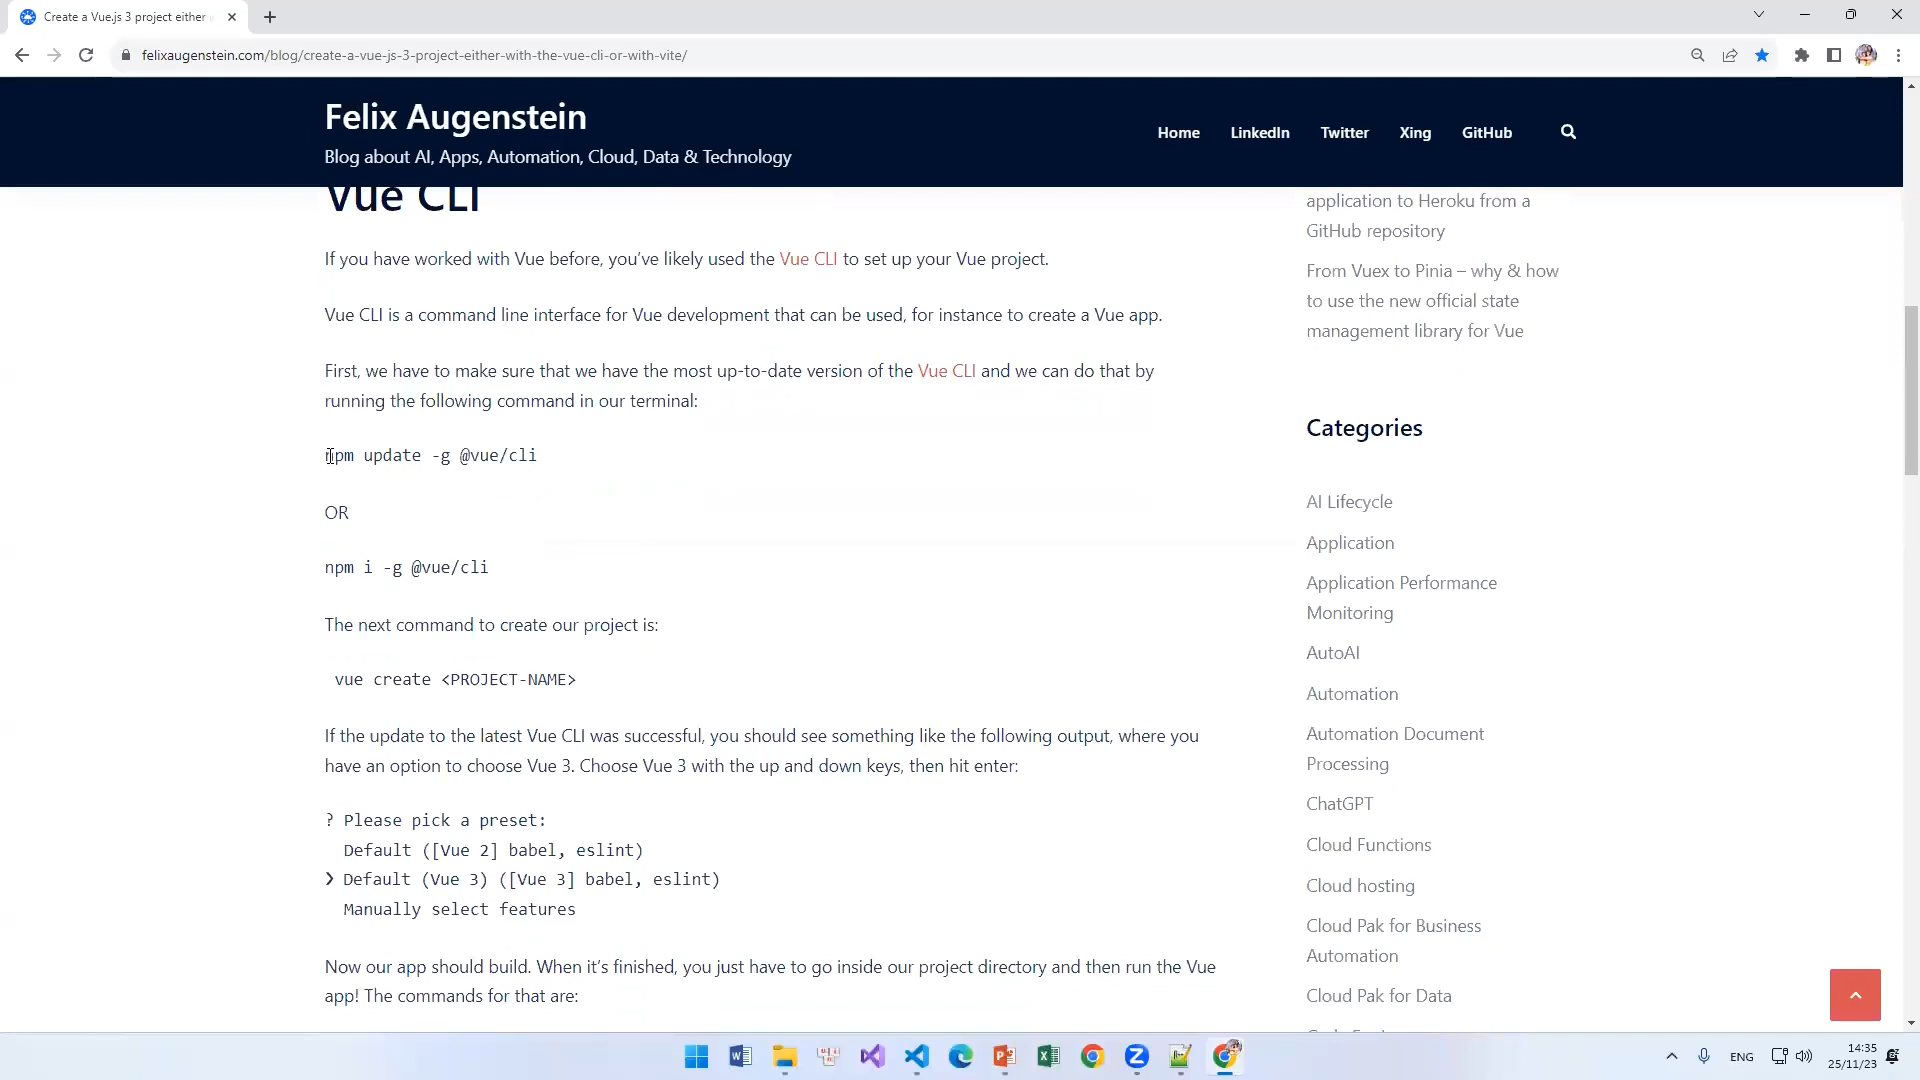 Create a Vue.js 3 project either
felixaugenstein.com/blog/create-a-vue-js-3-project-either-with-the-vue-cli-or-with-vite/
Felix Augenstein
Blog about AI, Apps, Automation, Cloud, Data & Technology
Home
LinkedIn
Twitter
Xing
GitHub
Vue CLI
If you have worked with Vue before, you’ve likely used the Vue CLI to set up your Vue project.
Vue CLI is a command line interface for Vue development that can be used, for instance to create a Vue app.
First, we have to make sure that we have the most up-to-date version of the Vue CLI and we can do that by
running the following command in our terminal:
npm update -g @vue/cli
OR
npm i -g @vue/cli
The next command to create our project is:
vue create <PROJECT-NAME>
If the update to the latest Vue CLI was successful, you should see something like the following output, where you
have an option to choose Vue 3. Choose Vue 3 with the up and down keys, then hit enter:
? Please pick a preset:
Default ([Vue 2] babel, eslint)
❯ Default (Vue 3) ([Vue 3] babel, eslint)
Manually select features
Now our app should build. When it’s finished, you just have to go inside our project directory and then run the Vue
app! The commands for that are:
application to Heroku from a
GitHub repository
From Vuex to Pinia – why & how
to use the new official state
management library for Vue
Categories
AI Lifecycle
Application
Application Performance
Monitoring
AutoAI
Automation
Automation Document
Processing
ChatGPT
Cloud Functions
Cloud hosting
Cloud Pak for Business
Automation
Cloud Pak for Data
ENG
14:35
25/11/23